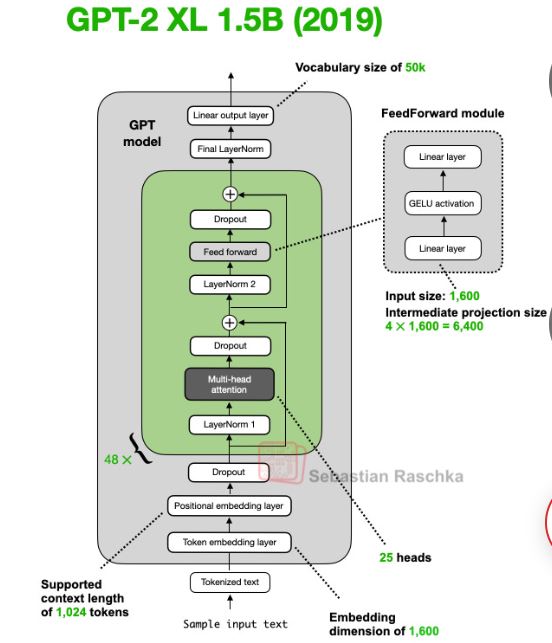 GPT-2 XL 1.5B (2019)
Vocabulary size of 50k
Linear output layer
GPT
model
Final LayerNorm
FeedForward module
Linear layer
GELU activation
Linear layer
Input size: 1,600
Intermediate projection size
4 × 1,600 = 6,400
Dropout
Feed forward
LayerNorm 2
Dropout
Multi-head
attention
LayerNorm 1
48 ×
Dropout
Sebastian Raschka
Positional embedding layer
Token embedding layer
25 heads
Tokenized text
Supported
context length
of 1,024 tokens
Sample input text
Embedding
dimension of 1,600